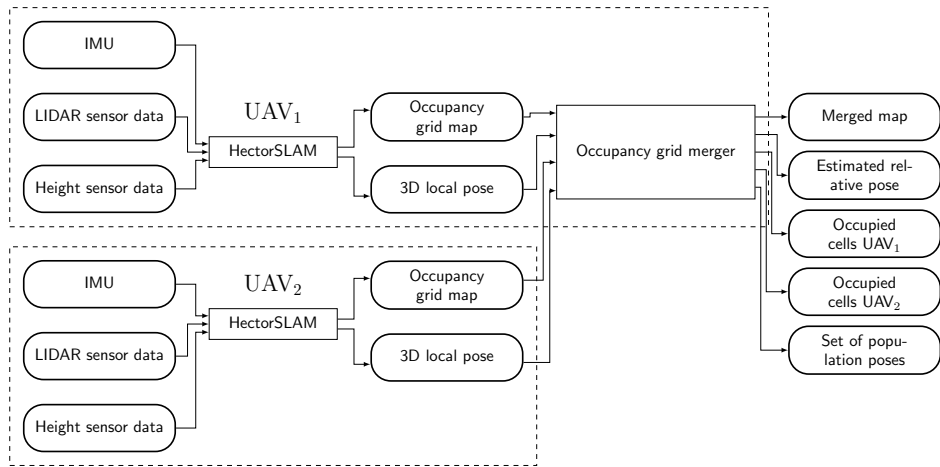 IMU
LIDAR sensor data
Height sensor data
UAV₁
HectorSLAM
Occupancy
grid map
3D local pose
Occupancy grid merger
Merged map
Estimated rel-
ative pose
Occupied
cells UAV₁
Occupied
cells UAV₂
Set of popu-
lation poses
IMU
LIDAR sensor data
Height sensor data
UAV₂
HectorSLAM
Occupancy
grid map
3D local pose